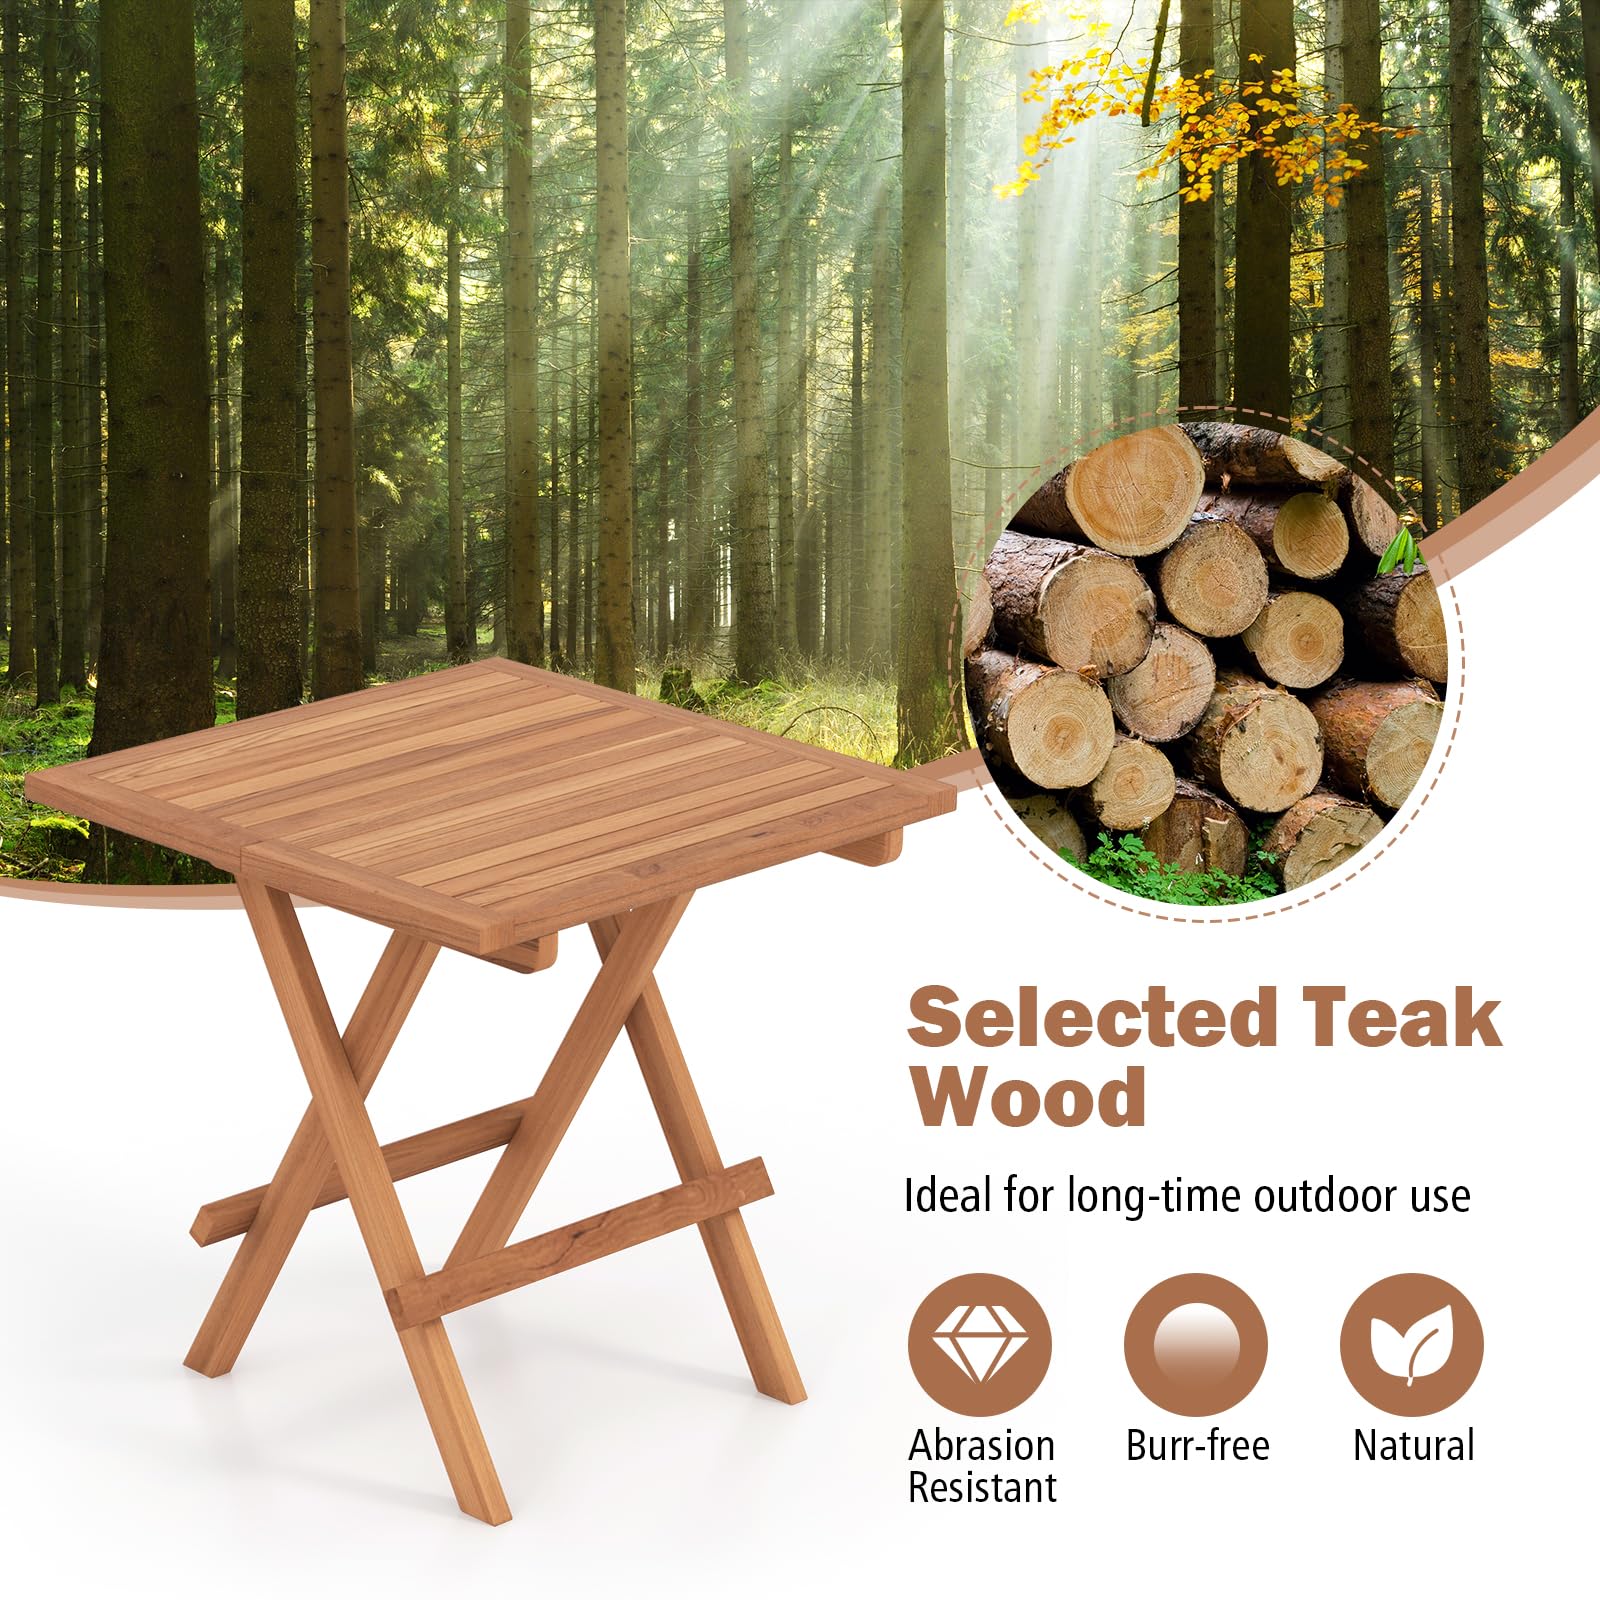 Selected Teak
Wood
Ideal for long-time outdoor use
Abrasion
Resistant
Burr-free
Natural